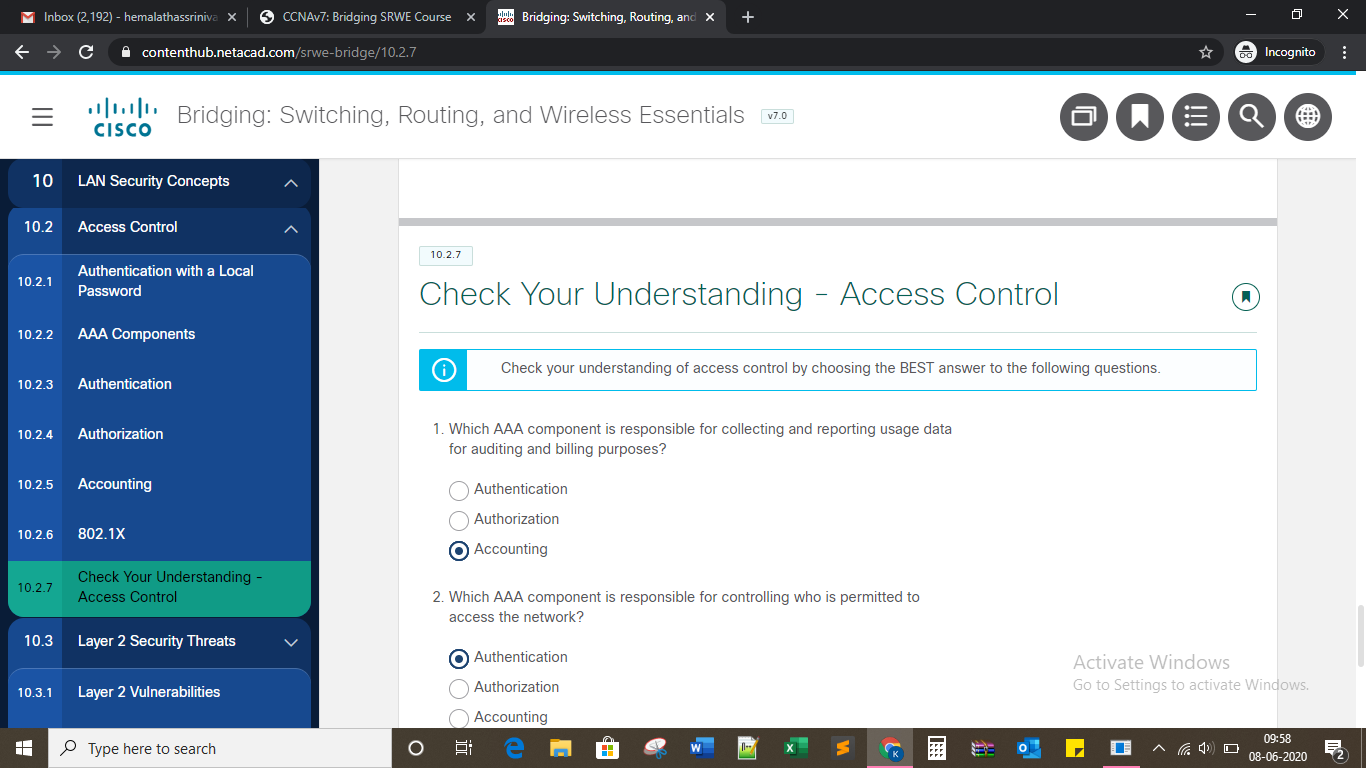 Inbox (2,192) - hemalathassriniva
CCNAv7: Bridging SRWE Course
Bridging: Switching, Routing, and
contenthub.netacad.com/srwe-bridge/10.2.7
Incognito
CISCO
Bridging: Switching, Routing, and Wireless Essentials
v7.0
10 LAN Security Concepts
10.2 Access Control
10.2.1 Authentication with a Local
Password
10.2.2 AAA Components
10.2.3 Authentication
10.2.4 Authorization
10.2.5 Accounting
10.2.6 802.1X
10.2.7 Check Your Understanding -
Access Control
10.3 Layer 2 Security Threats
10.3.1 Layer 2 Vulnerabilities
10.2.7
Check Your Understanding - Access Control
Check your understanding of access control by choosing the BEST answer to the following questions.
1. Which AAA component is responsible for collecting and reporting usage data
for auditing and billing purposes?
Authentication
Authorization
Accounting
2. Which AAA component is responsible for controlling who is permitted to
access the network?
Authentication
Authorization
Accounting
Activate Windows
Go to Settings to activate Windows.
Type here to search
09:58
08-06-2020
2